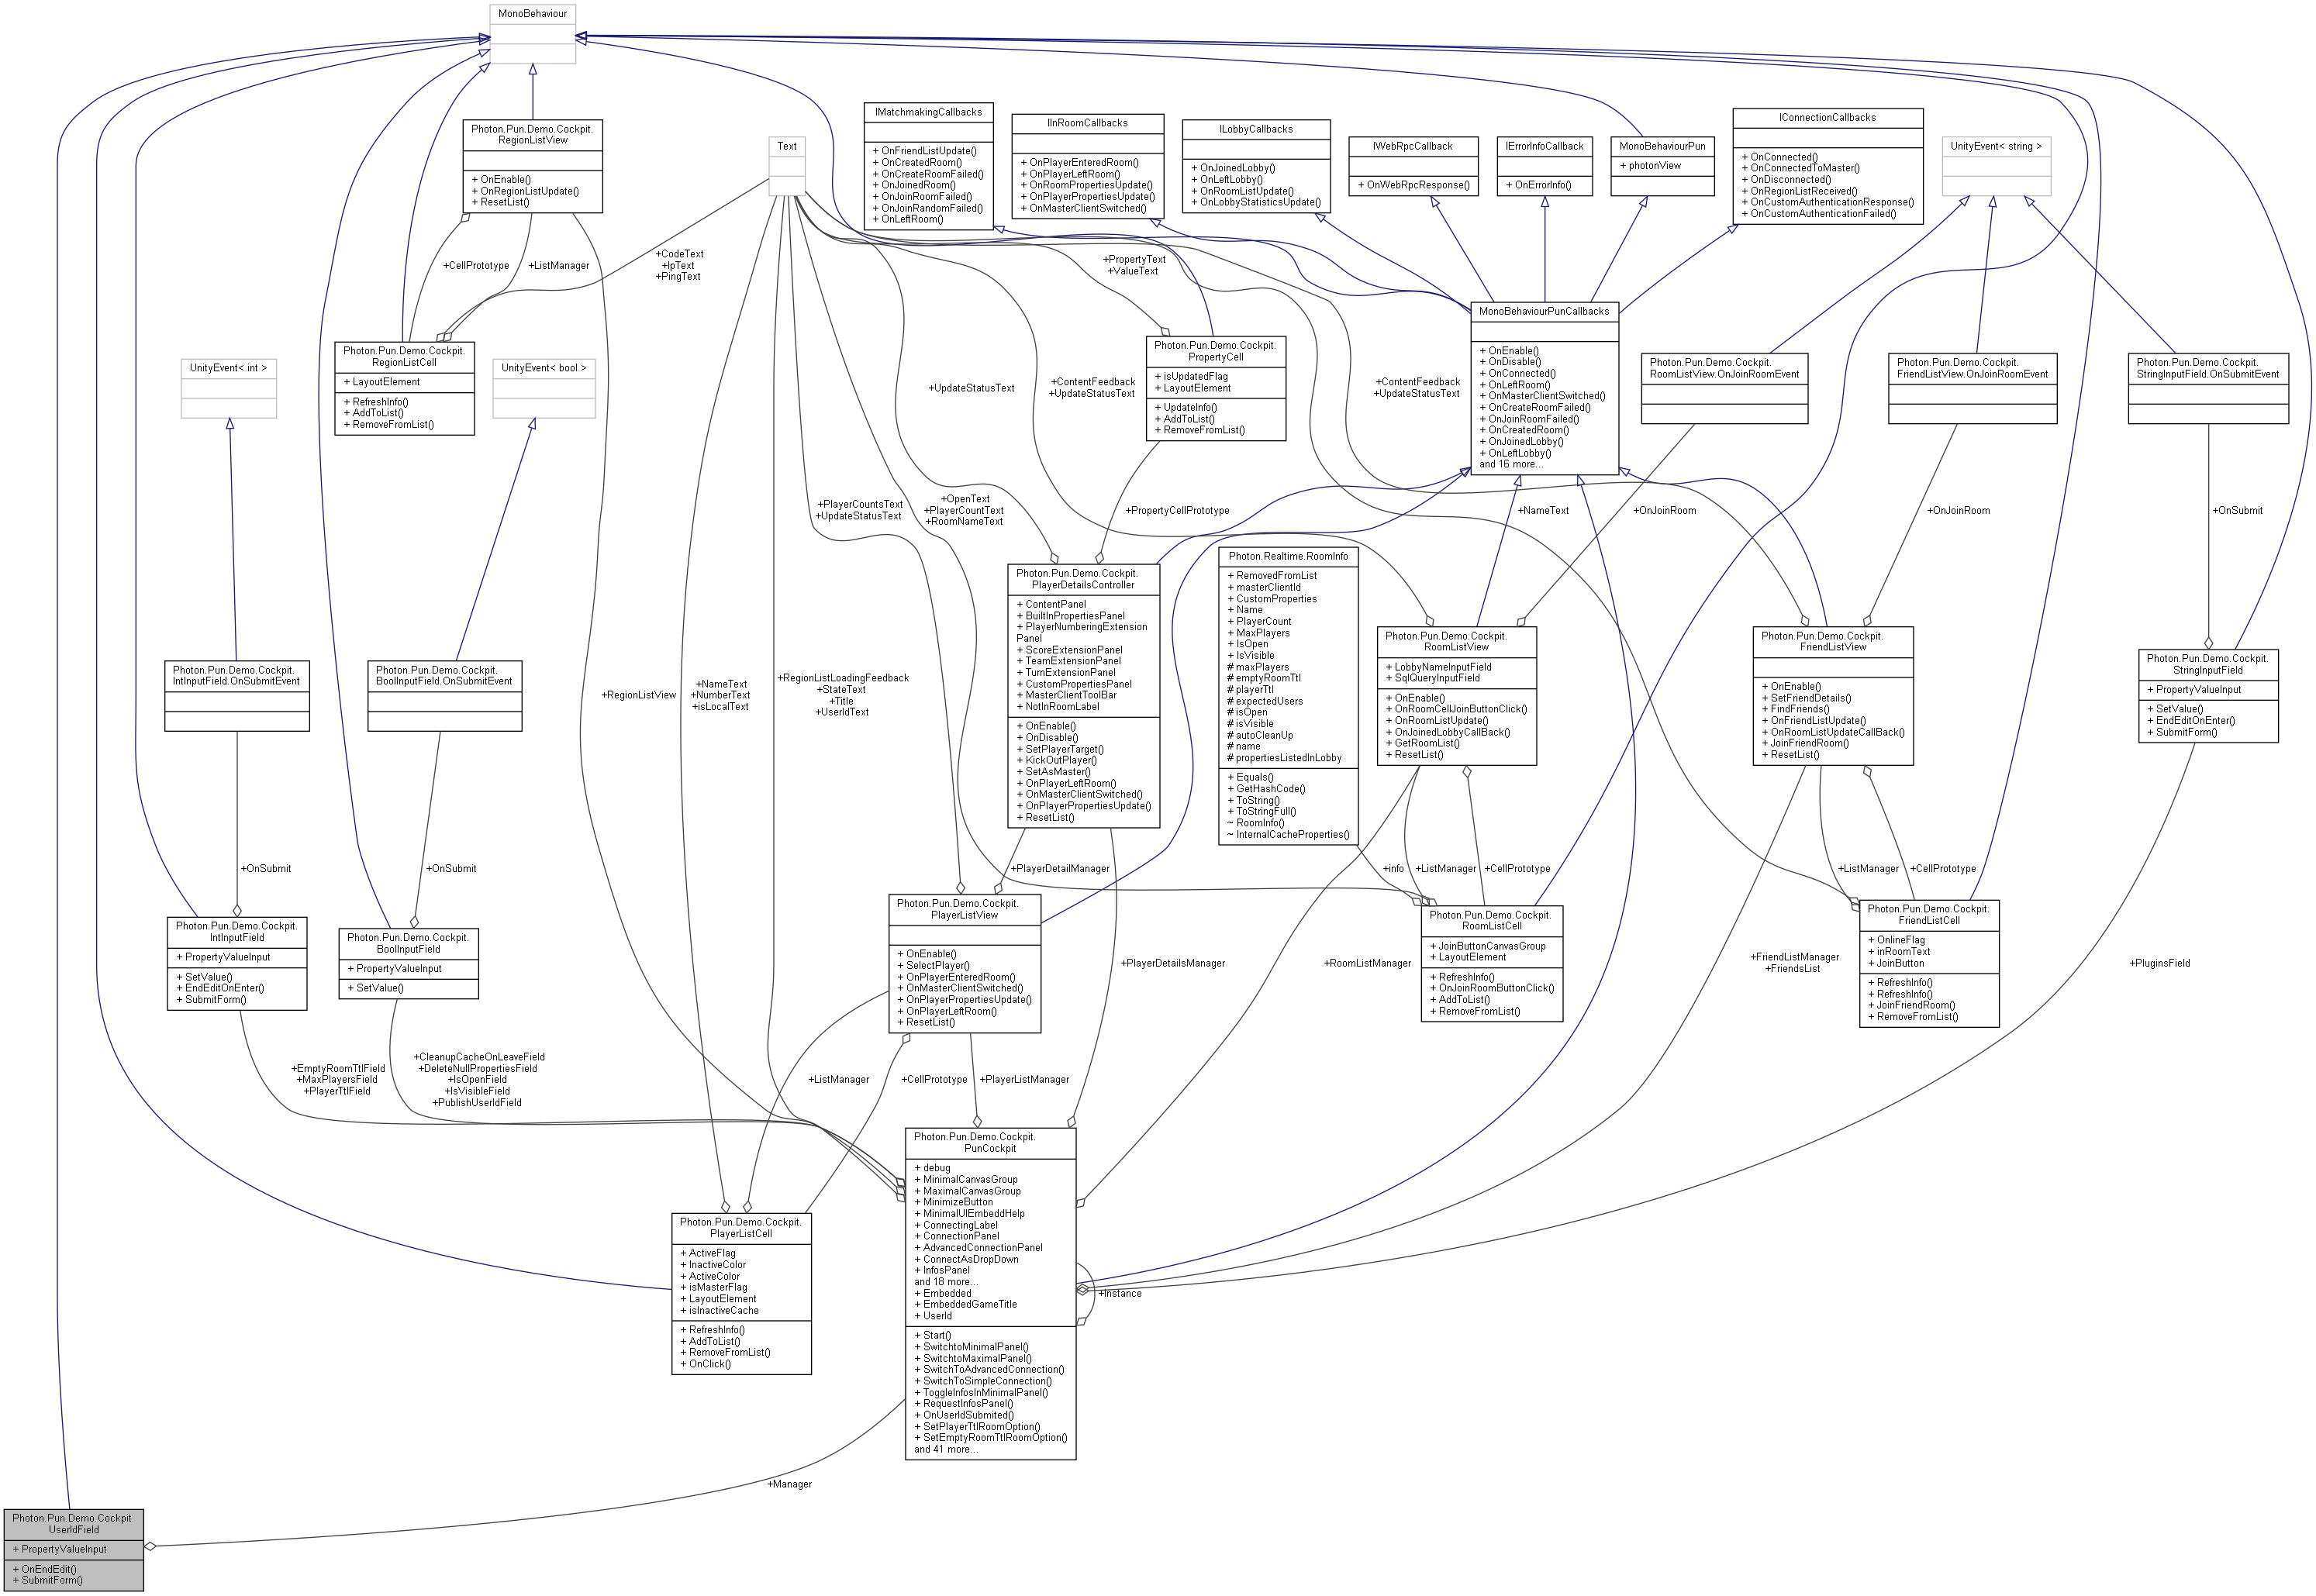 MonoBehaviour
IMatchmakingCallbacks
+ OnFriendListUpdate()
+ OnCreatedRoom()
+ OnCreateRoomFailed()
+ OnJoinedRoom()
+ OnJoinRoomFailed()
+ OnJoinRandomFailed()
+ OnLeftRoom()
IInRoomCallbacks
+ OnPlayerEnteredRoom()
+ OnPlayerLeftRoom()
+ OnRoomPropertiesUpdate()
+ OnPlayerPropertiesUpdate()
+ OnMasterClientSwitched()
ILobbyCallbacks
+ OnJoinedLobby()
+ OnLeftLobby()
+ OnRoomListUpdate()
+ OnLobbyStatisticsUpdate()
IWebRpcCallback
+ OnWebRpcResponse()
IErrorInfoCallback
+ OnErrorInfo()
MonoBehaviourPun
+ photonView
IConnectionCallbacks
+ OnConnected()
+ OnConnectedToMaster()
+ OnDisconnected()
+ OnRegionListReceived()
+ OnCustomAuthenticationResponse()
+ OnCustomAuthenticationFailed()
UnityEvent< string >
Photon.Pun.Demo.Cockpit.
RegionListView
+ OnEnable()
+ OnRegionListUpdate()
+ ResetList()
Text
+CellPrototype
+ListManager
+CodeText
+IpText
+PingText
+PropertyText
+ValueText
Photon.Pun.Demo.Cockpit.
RegionListCell
+ LayoutElement
+ RefreshInfo()
+ AddToList()
+ RemoveFromList()
UnityEvent< int >
UnityEvent< bool >
+UpdateStatusText
+ContentFeedback
+UpdateStatusText
Photon.Pun.Demo.Cockpit.
PropertyCell
+ isUpdatedFlag
+ LayoutElement
+ UpdateInfo()
+ AddToList()
+ RemoveFromList()
+ContentFeedback
+UpdateStatusText
MonoBehaviourPunCallbacks
+ OnEnable()
+ OnDisable()
+ OnConnected()
+ OnLeftRoom()
+ OnMasterClientSwitched()
+ OnCreateRoomFailed()
+ OnJoinRoomFailed()
+ OnCreatedRoom()
+ OnJoinedLobby()
+ OnLeftLobby()
and 16 more...
Photon.Pun.Demo.Cockpit.
RoomListView.OnJoinRoomEvent
Photon.Pun.Demo.Cockpit.
FriendListView.OnJoinRoomEvent
Photon.Pun.Demo.Cockpit.
StringInputField.OnSubmitEvent
+PlayerCountsText
+UpdateStatusText
+OpenText
+PlayerCountText
+RoomNameText
+PropertyCellPrototype
+NameText
+OnJoinRoom
+OnJoinRoom
+OnSubmit
Photon.Pun.Demo.Cockpit.
IntInputField.OnSubmitEvent
Photon.Pun.Demo.Cockpit.
BoolInputField.OnSubmitEvent
+RegionListView
+NameText
+NumberText
+isLocalText
+RegionListLoadingFeedback
+StateText
+Title
+UserIdText
Photon.Pun.Demo.Cockpit.
PlayerDetailsController
+ ContentPanel
+ BuiltInPropertiesPanel
+ PlayerNumberingExtension
Panel
+ ScoreExtensionPanel
+ TeamExtensionPanel
+ TurnExtensionPanel
+ CustomPropertiesPanel
+ MasterClientToolBar
+ NotInRoomLabel
+ OnEnable()
+ OnDisable()
+ SetPlayerTarget()
+ KickOutPlayer()
+ SetAsMaster()
+ OnPlayerLeftRoom()
+ OnMasterClientSwitched()
+ OnPlayerPropertiesUpdate()
+ ResetList()
Photon.Realtime.RoomInfo
+ RemovedFromList
+ masterClientId
+ CustomProperties
+ Name
+ PlayerCount
+ MaxPlayers
+ IsOpen
+ IsVisible
# maxPlayers
# emptyRoomTtl
# playerTtl
# expectedUsers
# isOpen
# isVisible
# autoCleanUp
# name
# propertiesListedInLobby
+ Equals()
+ GetHashCode()
+ ToString()
+ ToStringFull()
~ RoomInfo()
~ InternalCacheProperties()
Photon.Pun.Demo.Cockpit.
RoomListView
+ LobbyNameInputField
+ SqlQueryInputField
+ OnEnable()
+ OnRoomCellJoinButtonClick()
+ OnRoomListUpdate()
+ OnJoinedLobbyCallBack()
+ GetRoomList()
+ ResetList()
Photon.Pun.Demo.Cockpit.
FriendListView
+ OnEnable()
+ SetFriendDetails()
+ FindFriends()
+ OnFriendListUpdate()
+ OnRoomListUpdateCallBack()
+ JoinFriendRoom()
+ ResetList()
Photon.Pun.Demo.Cockpit.
StringInputField
+ PropertyValueInput
+ SetValue()
+ EndEditOnEnter()
+ SubmitForm()
+OnSubmit
+OnSubmit
+PlayerDetailManager
+info
+ListManager
+CellPrototype
+ListManager
+CellPrototype
Photon.Pun.Demo.Cockpit.
IntInputField
+ PropertyValueInput
+ SetValue()
+ EndEditOnEnter()
+ SubmitForm()
Photon.Pun.Demo.Cockpit.
BoolInputField
+ PropertyValueInput
+ SetValue()
Photon.Pun.Demo.Cockpit.
PlayerListView
+ OnEnable()
+ SelectPlayer()
+ OnPlayerEnteredRoom()
+ OnMasterClientSwitched()
+ OnPlayerPropertiesUpdate()
+ OnPlayerLeftRoom()
+ ResetList()
+PlayerDetailsManager
+RoomListManager
Photon.Pun.Demo.Cockpit.
RoomListCell
+ JoinButtonCanvasGroup
+ LayoutElement
+ RefreshInfo()
+ OnJoinRoomButtonClick()
+ AddToList()
+ RemoveFromList()
+FriendListManager
+FriendsList
Photon.Pun.Demo.Cockpit.
FriendListCell
+ OnlineFlag
+ inRoomText
+ JoinButton
+ RefreshInfo()
+ RefreshInfo()
+ JoinFriendRoom()
+ RemoveFromList()
+PluginsField
+EmptyRoomTtlField
+MaxPlayersField
+PlayerTtlField
+CleanupCacheOnLeaveField
+DeleteNullPropertiesField
+IsOpenField
+IsVisibleField
+PublishUserIdField
+ListManager
+CellPrototype
+PlayerListManager
Photon.Pun.Demo.Cockpit.
PlayerListCell
+ ActiveFlag
+ InactiveColor
+ ActiveColor
+ isMasterFlag
+ LayoutElement
+ isInactiveCache
+ RefreshInfo()
+ AddToList()
+ RemoveFromList()
+ OnClick()
Photon.Pun.Demo.Cockpit.
PunCockpit
+ debug
+ MinimalCanvasGroup
+ MaximalCanvasGroup
+ MinimizeButton
+ MinimalUIEmbeddHelp
+ ConnectingLabel
+ ConnectionPanel
+ AdvancedConnectionPanel
+ ConnectAsDropDown
+ InfosPanel
and 18 more...
+ Embedded
+ EmbeddedGameTitle
+ UserId
+ Start()
+ SwitchtoMinimalPanel()
+ SwitchtoMaximalPanel()
+ SwitchToAdvancedConnection()
+ SwitchToSimpleConnection()
+ ToggleInfosInMinimalPanel()
+ RequestInfosPanel()
+ OnUserIdSubmited()
+ SetPlayerTtlRoomOption()
+ SetEmptyRoomTtlRoomOption()
and 41 more...
+Instance
+Manager
Photon.Pun.Demo.Cockpit.
UserIdField
+ PropertyValueInput
+ OnEndEdit()
+ SubmitForm()